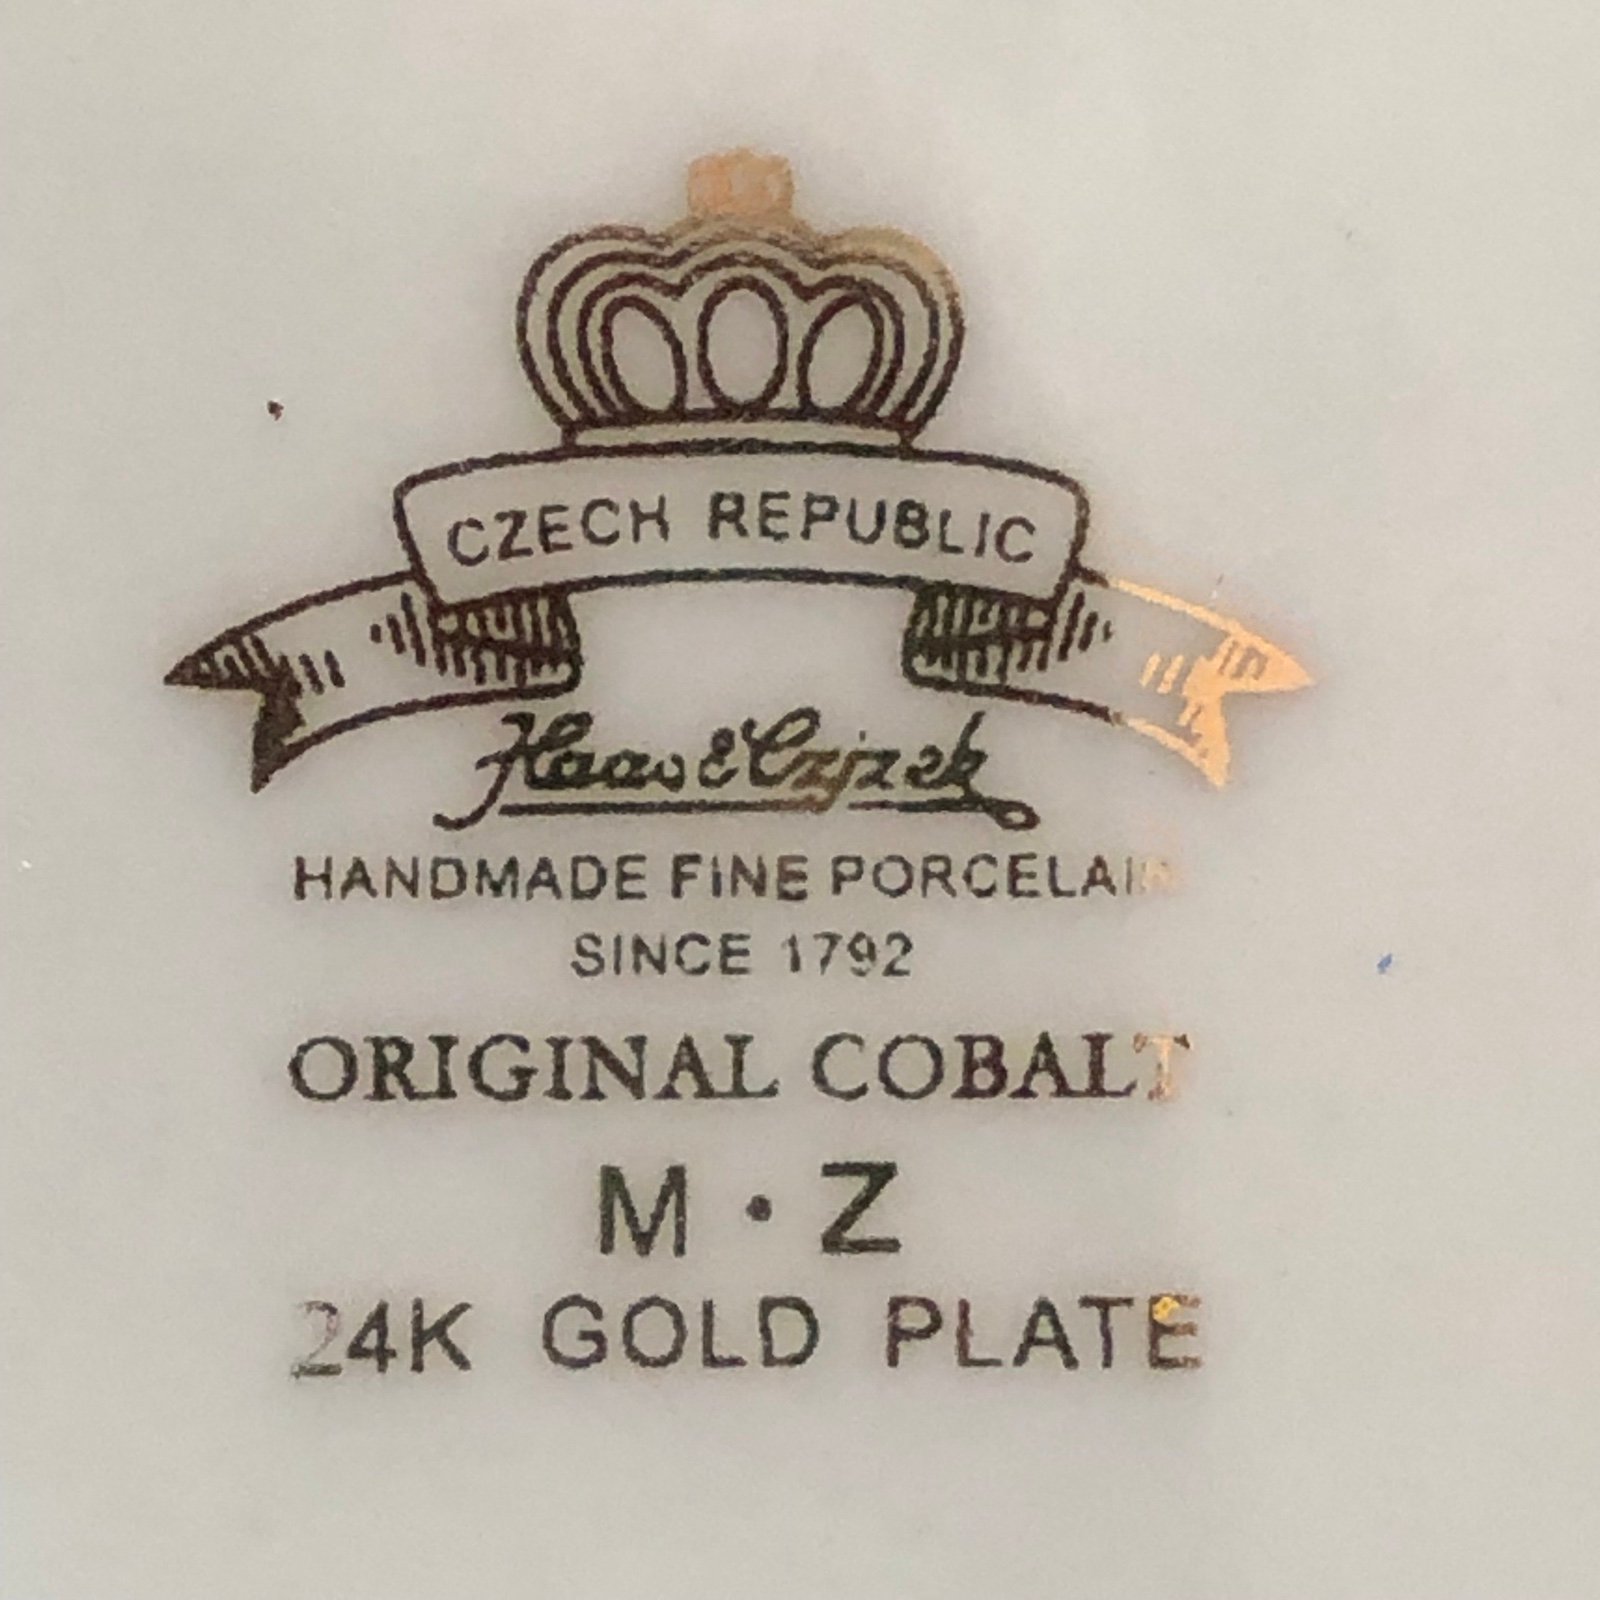 CZECH REPUBLIC
Haas & Czjzek
HANDMADE FINE PORCELAIN
SINCE 1792
ORIGINAL COBALT
M · Z
24K GOLD PLATE